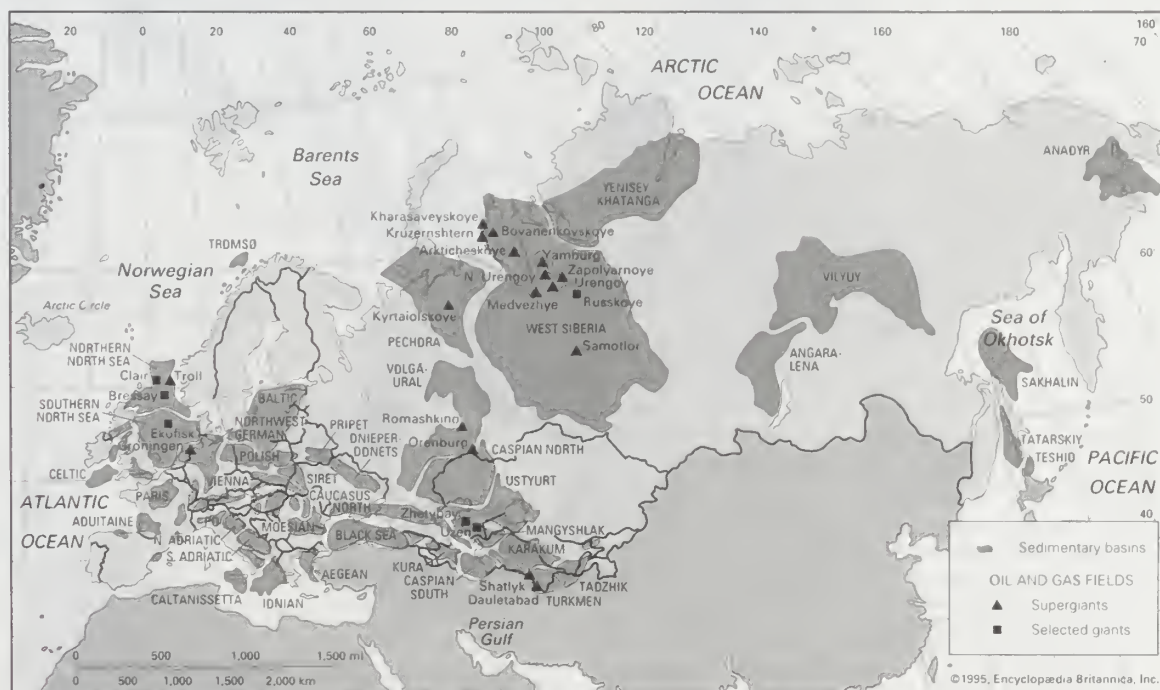 20 0 20 40 60 80 100 120 140 160 180 160
80
70
ARCTIC
OCEAN
Barents
Sea
ANADYR
YENISEY
KHATANGA
Kharasaveyskoye
Kruzernshtern
Bovanenkovskoye
Arkticheskoye
Yamburg
TROMSØ
60
N. Urengoy
Zapolyarnoye
Urengoy
VILYUY
Norwegian
Sea
Medvezhye
Russkoye
Arctic Circle
Kyrtaiolskoye
WEST SIBERIA
Sea of
Okhotsk
PECHORA
Samotlor
NORTHERN
NORTH SEA
ANGARA-
LENA
Clair
Troll
VOLGA-
URAL
SAKHALIN
Bressay
SOUTHERN
NORTH SEA
BALTIC
50
Romashkino
Ekofisk
NORTHWEST
GERMAN
PRIPET
Groningen
DNIEPER-
DONETS
Orenburg
CASPIAN NORTH
POLISH
TATARSKIY
TESHIO
PACIFIC
OCEAN
CELTIC
VIENNA
SIRET
USTYURT
ATLANTIC
OCEAN
PARIS
CAUCASUS
NORTH
Zhetybay
AQUITAINE
PO
MOESIAN
Uzen
MANGYSHLAK
40
N. ADRIATIC
BLACK SEA
KARAKUM
S. ADRIATIC
AEGEAN
KURA
CASPIAN
SOUTH
Shatlyk
Dauletabad
TADZHIK
TURKMEN
CALTANISSETTA
IONIAN
Persian
Gulf
Sedimentary basins
OIL AND GAS FIELDS
Supergiants
Selected giants
0 500 1,000 1,500 mi
0 500 1,000 1,500 2,000 km
©1995, Encyclopædia Britannica, Inc.